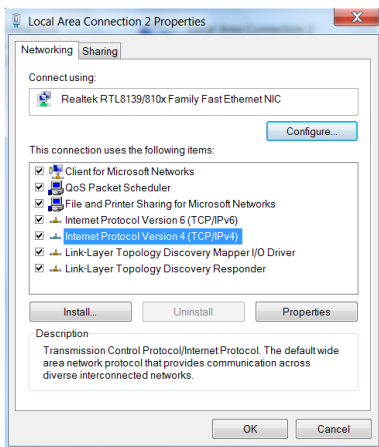 Local Area Connection 2 Properties
Networking
Sharing
Connect using:
Realtek RTL8139/810x Family Fast Ethernet NIC
Configure...
This connection uses the following items:
Client for Microsoft Networks
QoS Packet Scheduler
File and Printer Sharing for Microsoft Networks
Internet Protocol Version 6 (TCP/IPv6)
Internet Protocol Version 4 (TCP/IPv4)
Link-Layer Topology Discovery Mapper I/O Driver
Link-Layer Topology Discovery Responder
Install...
Uninstall
Properties
Description
Transmission Control Protocol/Internet Protocol. The default wide
area network protocol that provides communication across
diverse interconnected networks.
OK
Cancel